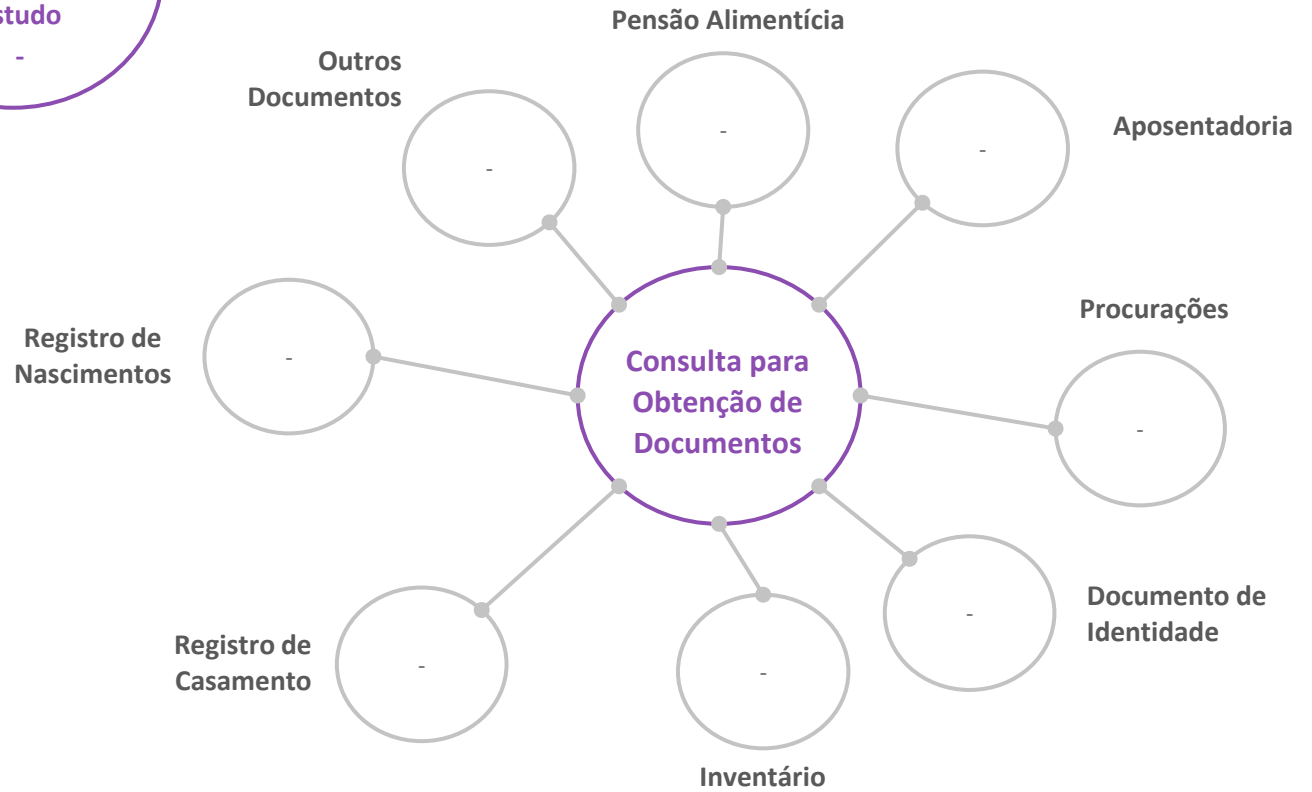 -
Pensão Alimentícia
-
Outros
Documentos
-
Aposentadoria
-
Registro de
Nascimentos
-
Procurações
-
Consulta para
Obtenção de
Documentos
Registro de
Casamento
-
Inventário
-
Documento de
Identidade
-